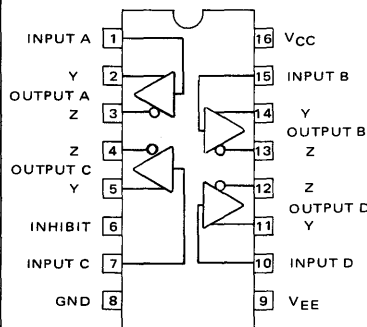 INPUT A 1 16 VCC
Y 2 15 INPUT B
OUTPUT A 14 Y
Z 3 OUTPUT B
Z 4 13 Z
OUTPUT C 12 Z
Y 5 OUTPUT D
INHIBIT 6 11 Y
INPUT C 7 10 INPUT D
GND 8 9 VEE